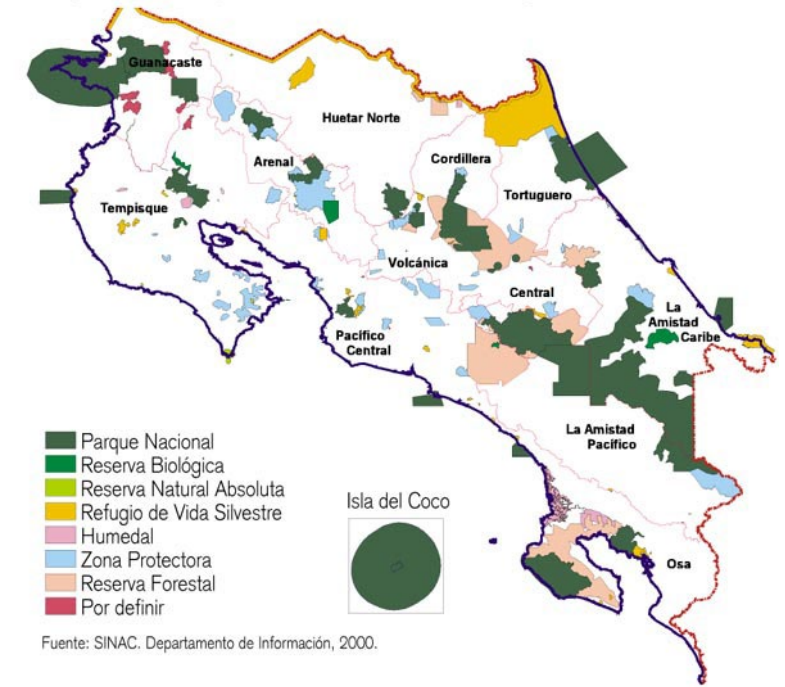 Guanacaste
Huetar Norte
Arenal
Cordillera
Tortuguero
Tempisque
Volcánica
Central
La
Amistad
Caribe
Pacífico
Central
La Amistad
Pacífico
Osa
Parque Nacional
Reserva Biológica
Reserva Natural Absoluta
Refugio de Vida Silvestre
Humedal
Zona Protectora
Reserva Forestal
Por definir
Isla del Coco
Fuente: SINAC. Departamento de Información, 2000.